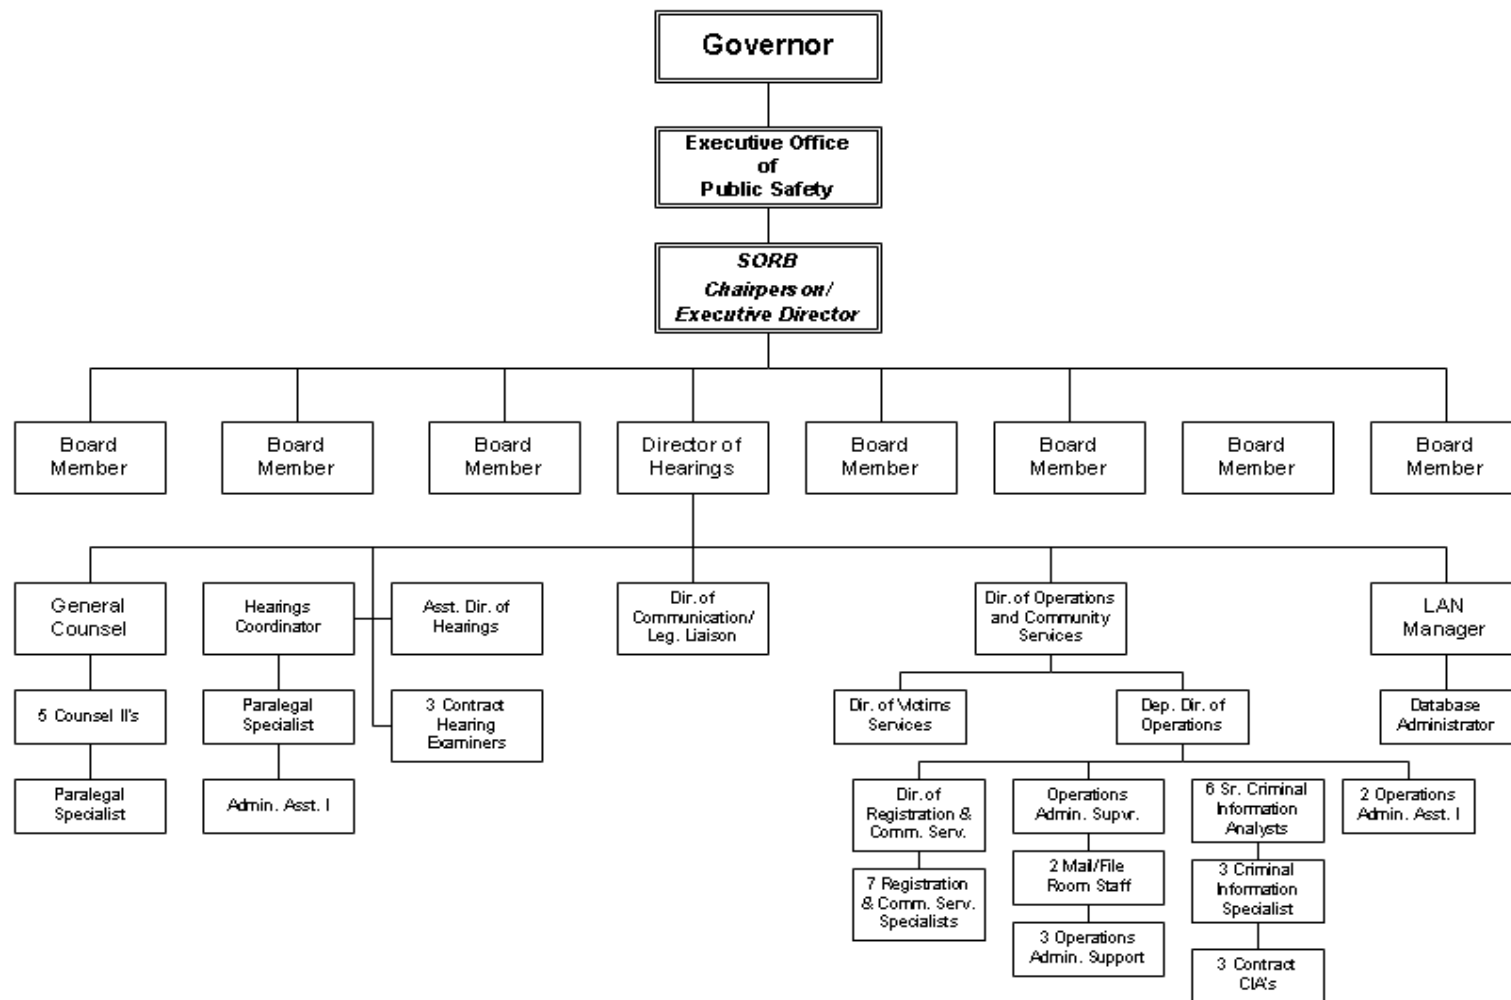 Governor
Executive Office
of
Public Safety
SORB
Chairperson/
Executive Director
Board
Member
Board
Member
Board
Member
Director of
Hearings
Board
Member
Board
Member
Board
Member
Board
Member
General
Counsel
Hearings
Coordinator
Asst. Dir. of
Hearings
Dir. of
Communication/
Leg. Liaison
Dir. of Operations
and Community
Services
LAN
Manager
5 Counsel II's
Paralegal
Specialist
3 Contract
Hearing
Examiners
Dir. of Victims
Services
Dep. Dir. of
Operations
Database
Administrator
Paralegal
Specialist
Admin. Asst. I
Dir. of
Registration &
Comm. Serv.
Operations
Admin. Supvr.
6 Sr. Criminal
Information
Analysts
2 Operations
Admin. Asst. I
7 Registration
& Comm. Serv.
Specialists
2 Mail/File
Room Staff
3 Criminal
Information
Specialist
3 Operations
Admin. Support
3 Contract
CIA's